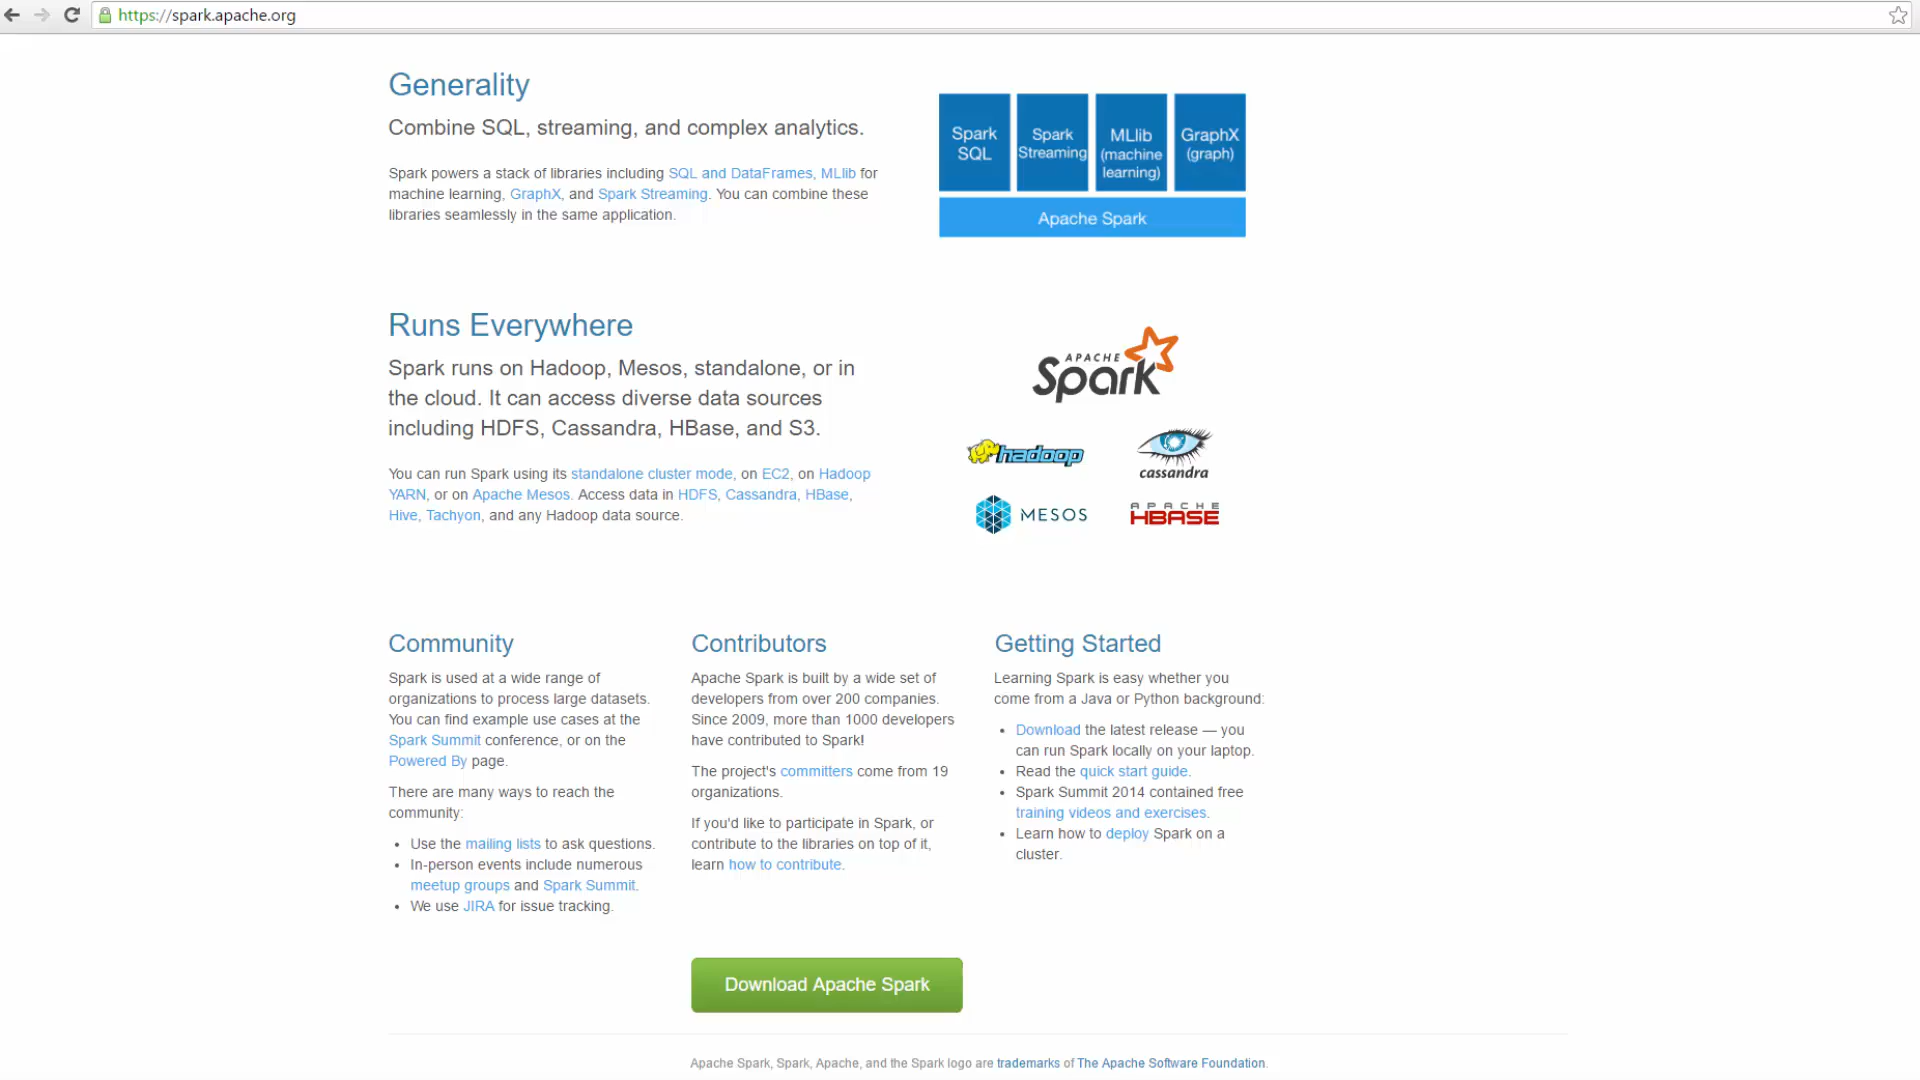 https://spark.apache.org
Generality
Combine SQL, streaming, and complex analytics.
Spark powers a stack of libraries including SQL and DataFrames, MLlib for
machine learning, GraphX, and Spark Streaming. You can combine these
libraries seamlessly in the same application.
Spark
SQL
Spark
Streaming
MLlib
(machine
learning)
GraphX
(graph)
Apache Spark
Runs Everywhere
Spark runs on Hadoop, Mesos, standalone, or in
the cloud. It can access diverse data sources
including HDFS, Cassandra, HBase, and S3.
You can run Spark using its standalone cluster mode, on EC2, on Hadoop
YARN, or on Apache Mesos. Access data in HDFS, Cassandra, HBase,
Hive, Tachyon, and any Hadoop data source.
APACHE
Spark
hadoop
cassandra
MESOS
APACHE
HBASE
Community
Spark is used at a wide range of
organizations to process large datasets.
You can find example use cases at the
Spark Summit conference, or on the
Powered By page.
There are many ways to reach the
community:
• Use the mailing lists to ask questions.
• In-person events include numerous
meetup groups and Spark Summit.
• We use JIRA for issue tracking.
Contributors
Apache Spark is built by a wide set of
developers from over 200 companies.
Since 2009, more than 1000 developers
have contributed to Spark!
The project's committers come from 19
organizations.
If you'd like to participate in Spark, or
contribute to the libraries on top of it,
learn how to contribute.
Getting Started
Learning Spark is easy whether you
come from a Java or Python background:
• Download the latest release — you
can run Spark locally on your laptop.
• Read the quick start guide.
• Spark Summit 2014 contained free
training videos and exercises.
• Learn how to deploy Spark on a
cluster.
Download Apache Spark
Apache Spark, Spark, Apache, and the Spark logo are trademarks of The Apache Software Foundation.